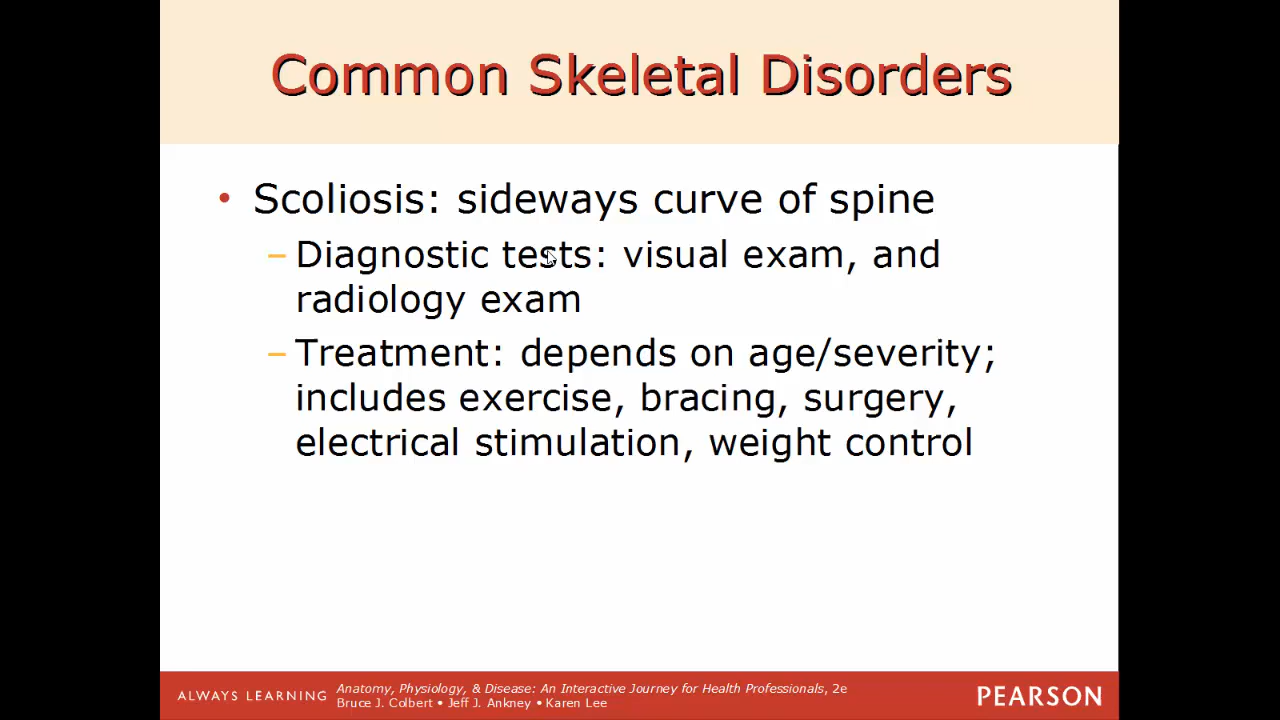 Common Skeletal Disorders
• Scoliosis: sideways curve of spine
– Diagnostic tests: visual exam, and
radiology exam
– Treatment: depends on age/severity;
includes exercise, bracing, surgery,
electrical stimulation, weight control
ALWAYS LEARNING
Anatomy, Physiology, & Disease: An Interactive Journey for Health Professionals, 2e
Bruce J. Colbert • Jeff J. Ankney • Karen Lee
PEARSON